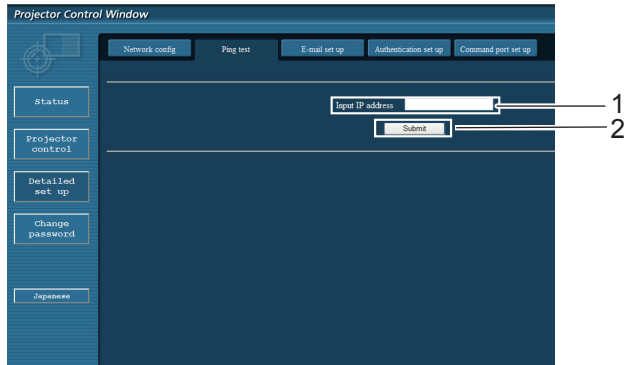 Projector Control Window
Network config Ping test E-mail set up Authentication set up Command port set up
Status
Input IP address 1
Submit 2
Projector
control
Detailed
set up
Change
password
Japanese